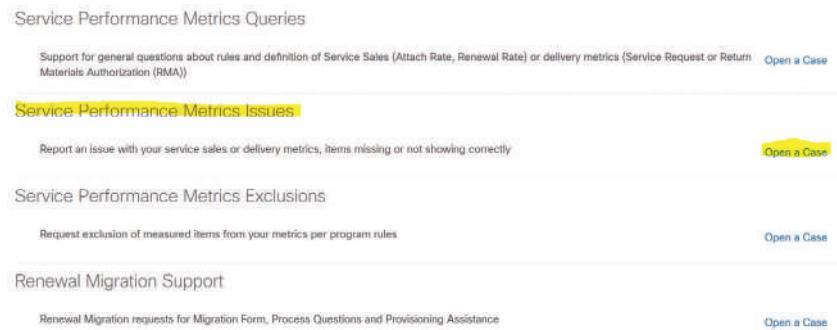 Service Performance Metrics Queries
Support for general questions about rules and definition of Service Sales (Attach Rate, Renewal Rate) or delivery metrics (Service Request or Return
Open a Case
Materials Authorization (RMA))
Service Performance Metrics Issues
Report an issue with your service sales or delivery metrics, items missing or not showing correctly
Open a Case
Service Performance Metrics Exclusions
Request exclusion of measured items from your metrics per program rules
Open a Case
Renewal Migration Support
Renewal Migration requests for Migration Form, Process Questions and Provisioning Assistance
Open a Case